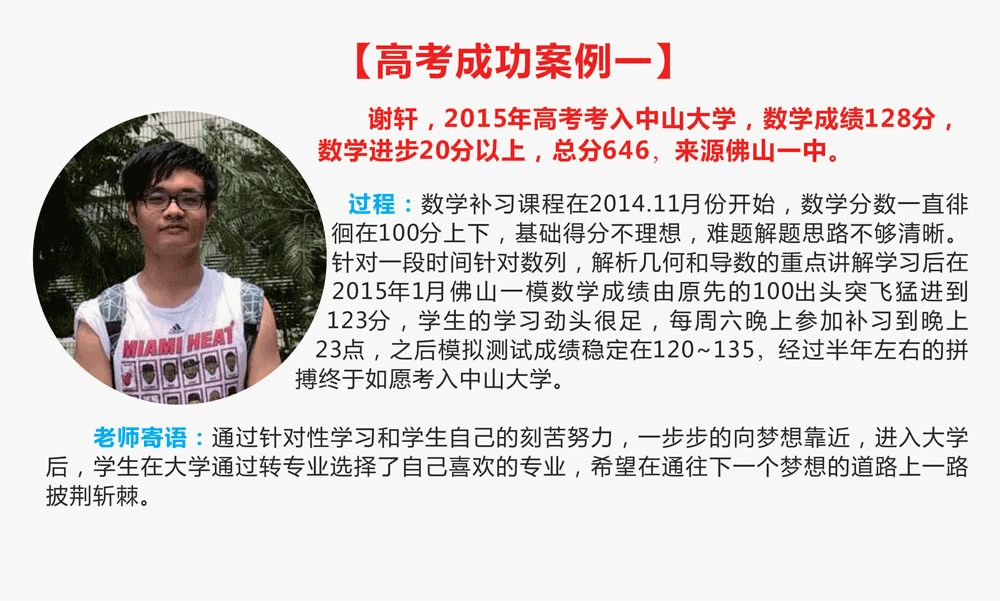 【高考成功案例一】
谢轩，2015年高考考入中山大学，数学成绩128分，
数学进步20分以上，总分646，来源佛山一中。
过程：数学补习课程在2014.11月份开始，数学分数一直徘
徊在100分上下，基础得分不理想，难题解题思路不够清晰。
针对一段时间针对数列，解析几何和导数的重点讲解学习后在
2015年1月佛山一模数学成绩由原先的100出头突飞猛进到
123分，学生的学习劲头很足，每周六晚上参加补习到晚上
23点，之后模拟测试成绩稳定在120~135，经过半年左右的拼
搏终于如愿考入中山大学。
MIAMI HEAT
老师寄语：通过针对性学习和学生自己的刻苦努力，一步步的向梦想靠近，进入大学
后，学生在大学通过转专业选择了自己喜欢的专业，希望在通往下一个梦想的道路上一路
披荆斩棘。